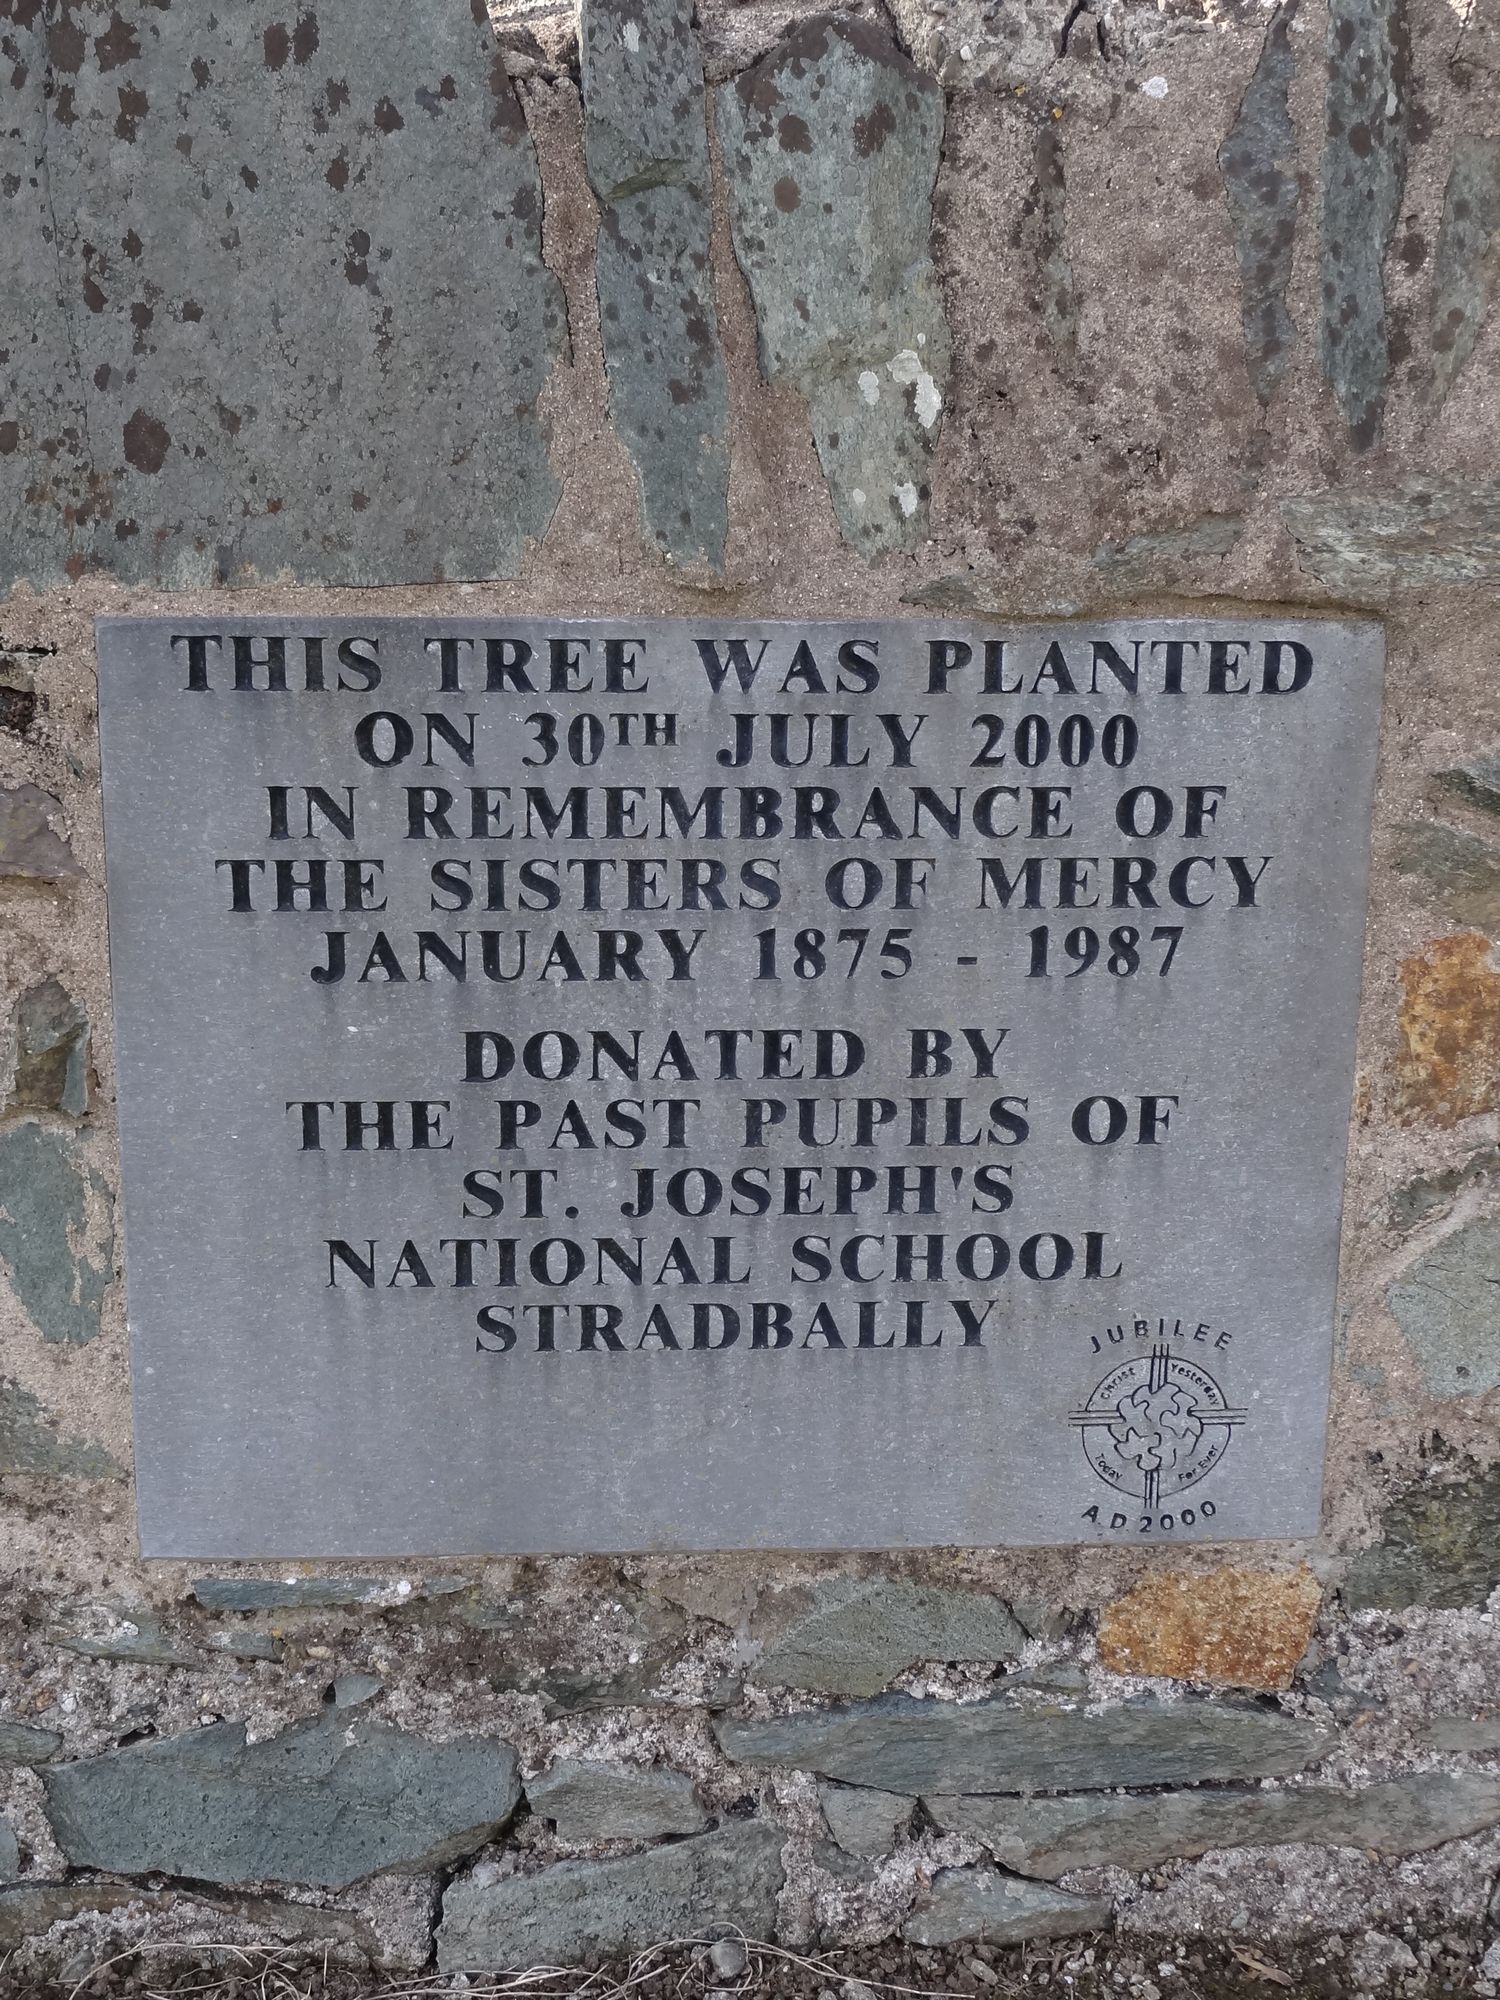 THIS TREE WAS PLANTED
ON 30TH JULY 2000
IN REMEMBRANCE OF
THE SISTERS OF MERCY
JANUARY 1875 - 1987
DONATED BY
THE PAST PUPILS OF
ST. JOSEPH'S
NATIONAL SCHOOL
STRADBALLY
JUBILEE
Christ Yesterday
Today For Ever
A.D.2000